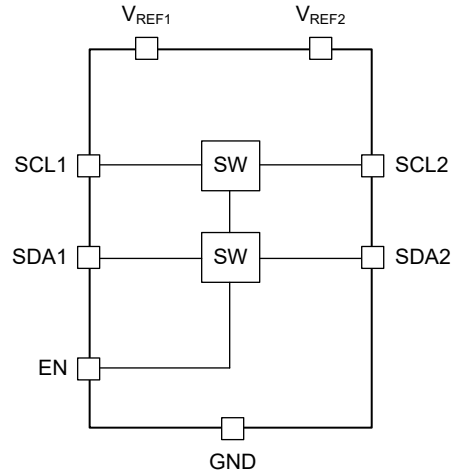 VREF1 VREF2
SCL1 SW SCL2
SDA1 SW SDA2
EN
GND